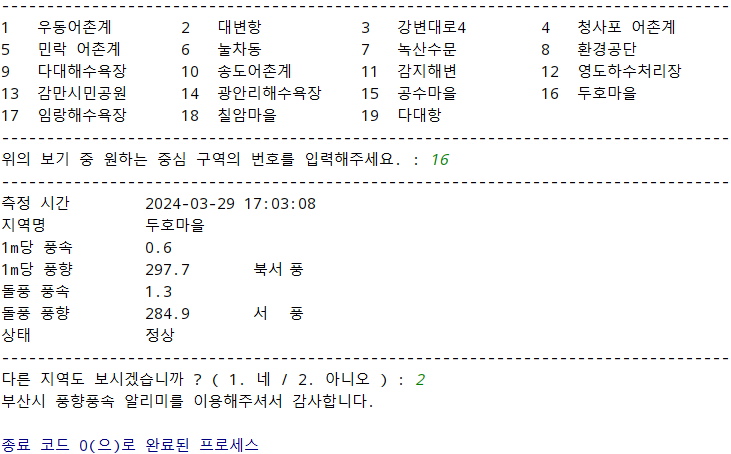 --------------------------------------------------------------------------------
1 우동어촌계 2 대변항 3 강변대로4 4 청사포 어촌계
5 민락 어촌계 6 눌차동 7 녹산수문 8 환경공단
9 다대해수욕장 10 송도어촌계 11 감지해변 12 영도하수처리장
13 감만시민공원 14 광안리해수욕장 15 공수마을 16 두호마을
17 임랑해수욕장 18 칠암마을 19 다대항
--------------------------------------------------------------------------------
위의 보기 중 원하는 중심 구역의 번호를 입력해주세요. : 16
--------------------------------------------------------------------------------
측정 시간 2024-03-29 17:03:08
지역명 두호마을
1m당 풍속 0.6
1m당 풍향 297.7 북서 풍
돌풍 풍속 1.3
돌풍 풍향 284.9 서 풍
상태 정상
--------------------------------------------------------------------------------
다른 지역도 보시겠습니까 ? ( 1. 네 / 2. 아니오 ) : 2
부산시 풍향풍속 알리미를 이용해주셔서 감사합니다.
종료 코드 0(으)로 완료된 프로세스